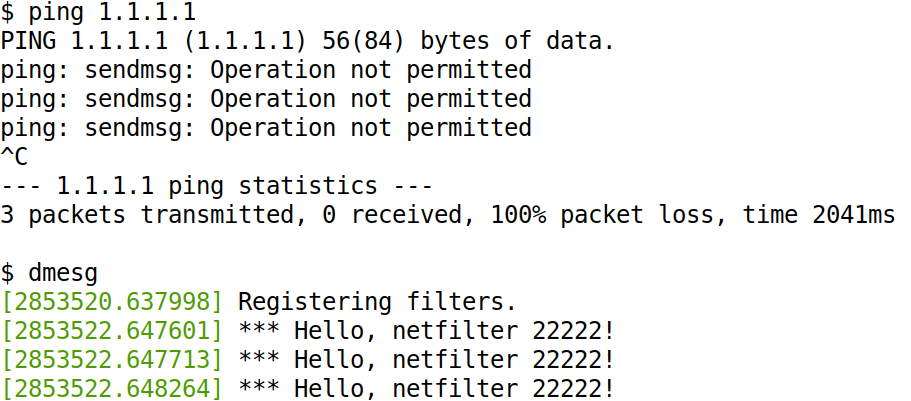 $ ping 1.1.1.1
PING 1.1.1.1 (1.1.1.1) 56(84) bytes of data.
ping: sendmsg: Operation not permitted
ping: sendmsg: Operation not permitted
ping: sendmsg: Operation not permitted
^C
--- 1.1.1.1 ping statistics ---
3 packets transmitted, 0 received, 100% packet loss, time 2041ms
$ dmesg
[2853520.637998] Registering filters.
[2853522.647601] *** Hello, netfilter 22222!
[2853522.647713] *** Hello, netfilter 22222!
[2853522.648264] *** Hello, netfilter 22222!